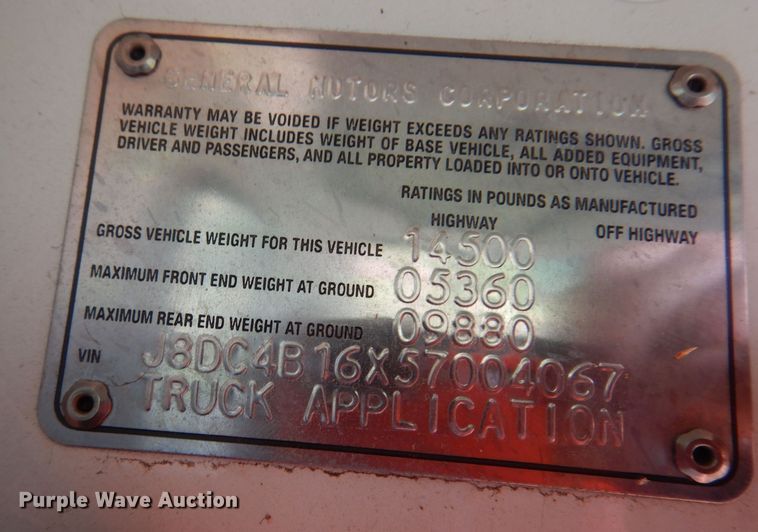 GENERAL MOTORS CORPORATION
WARRANTY MAY BE VOIDED IF WEIGHT EXCEEDS ANY RATINGS SHOWN. GROSS
VEHICLE WEIGHT INCLUDES WEIGHT OF BASE VEHICLE, ALL ADDED EQUIPMENT,
DRIVER AND PASSENGERS, AND ALL PROPERTY LOADED INTO OR ONTO VEHICLE.
RATINGS IN POUNDS AS MANUFACTURED
HIGHWAY OFF HIGHWAY
GROSS VEHICLE WEIGHT FOR THIS VEHICLE 14500
MAXIMUM FRONT END WEIGHT AT GROUND 05360
MAXIMUM REAR END WEIGHT AT GROUND 09880
VIN J8DC4B16X57004067
TRUCK APPLICATION
Purple Wave Auction